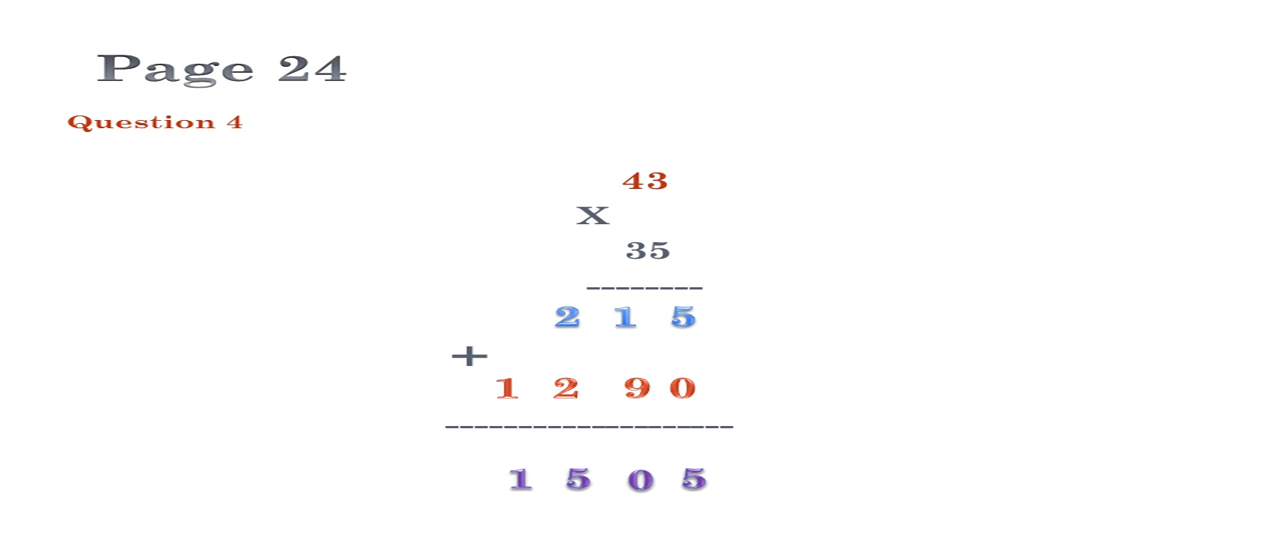 Page 24
Question 4
43
X
35
--------
2 1 5
+
1 2 9 0
--------------------
1 5 0 5